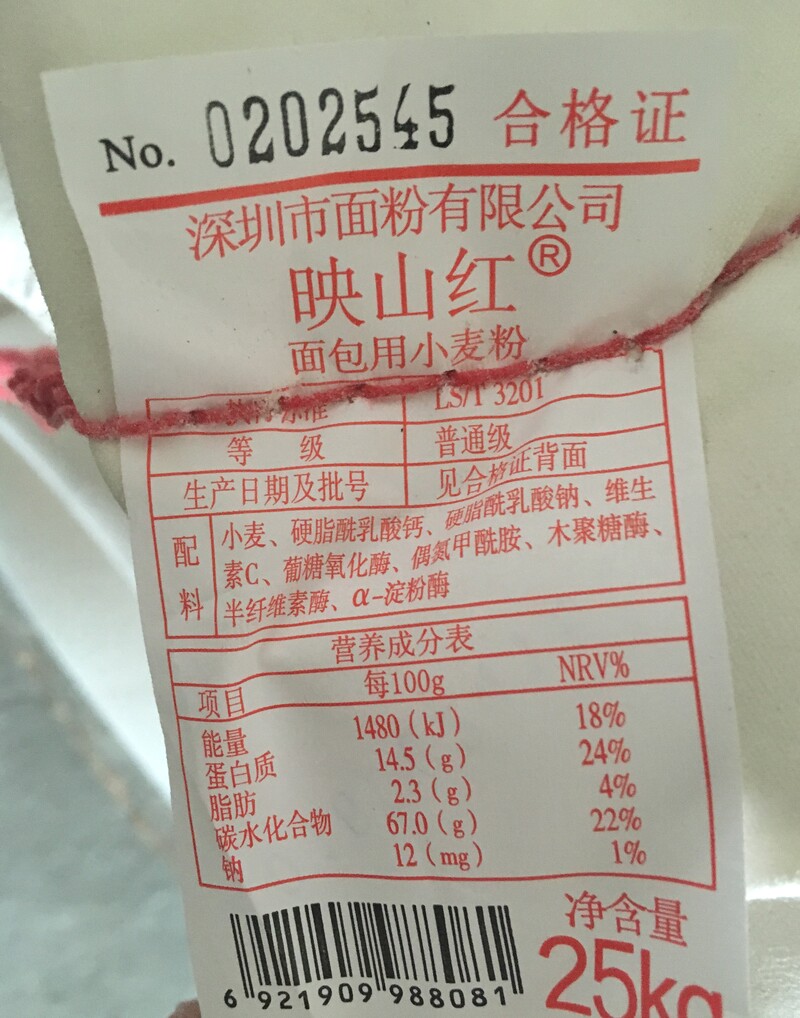 No. 0202545 合格证
深圳市面粉有限公司
映山红®
面包用小麦粉
执行标准 LS/T 3201
等 级 普通级
生产日期及批号 见合格证背面
配料 小麦、硬脂酰乳酸钙、硬脂酰乳酸钠、维生
素C、葡糖氧化酶、偶氮甲酰胺、木聚糖酶、
半纤维素酶、α-淀粉酶
营养成分表
项目 每100g NRV%
能量 1480(kJ) 18%
蛋白质 14.5(g) 24%
脂肪 2.3(g) 4%
碳水化合物 67.0(g) 22%
钠 12(mg) 1%
净含量
25kg
6 921909 988081